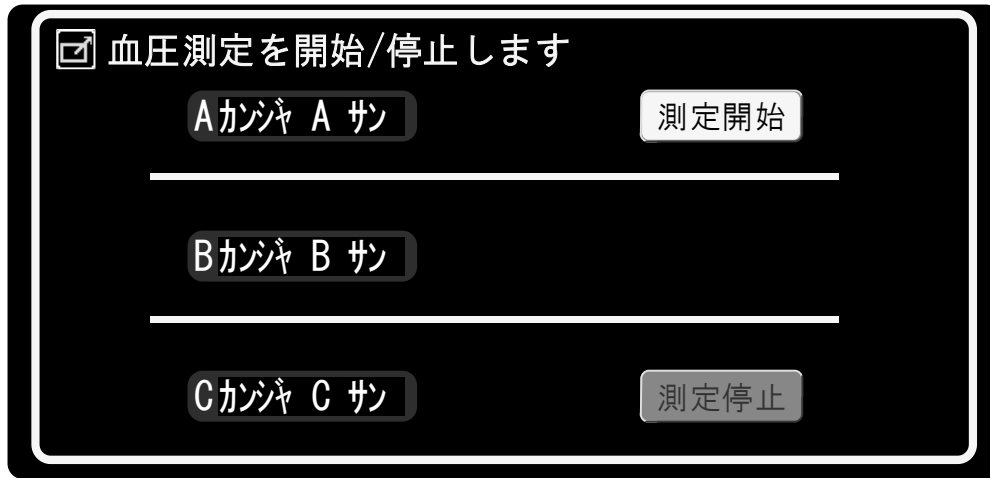 血圧測定を開始/停止します
Aｶﾝｼﾞｬ A ｻﾝ
測定開始
Bｶﾝｼﾞｬ B ｻﾝ
Cｶﾝｼﾞｬ C ｻﾝ
測定停止